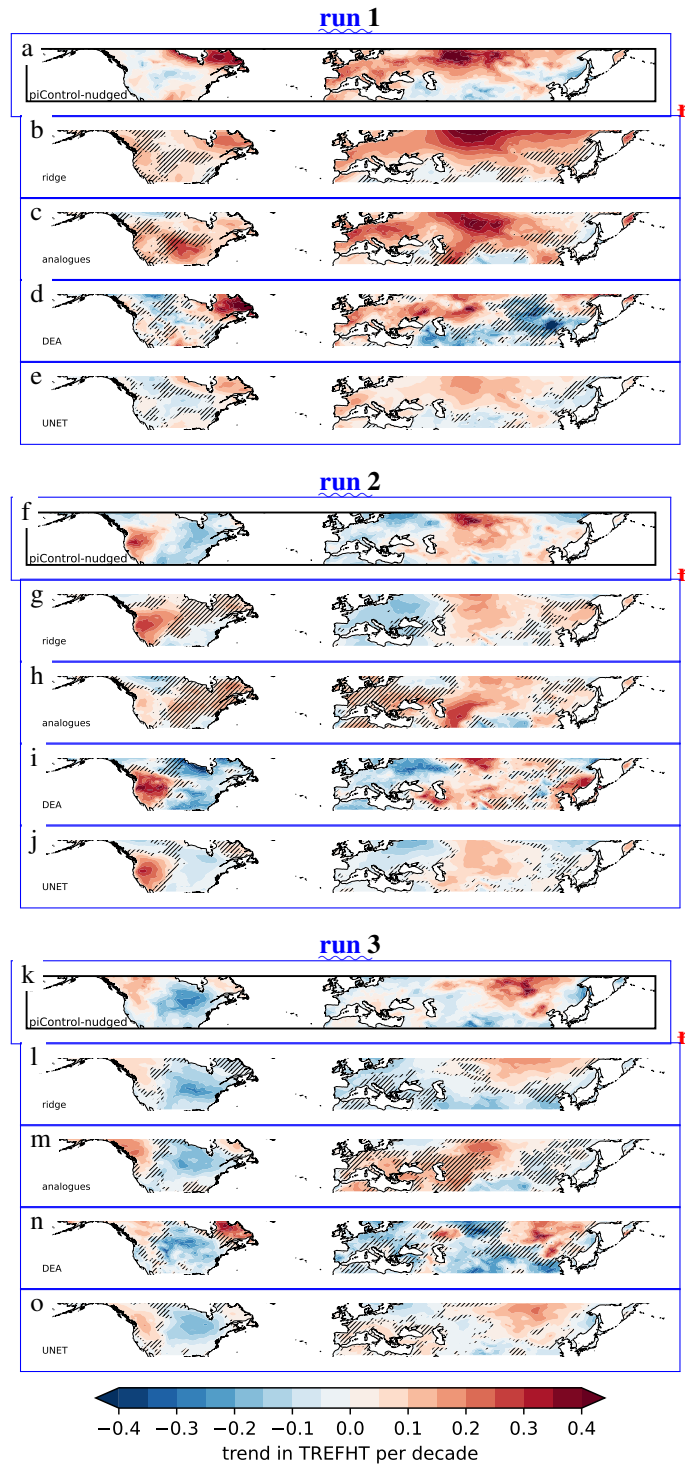 run 1
a
piControl-nudged
b
ridge
c
analogues
d
DEA
e
UNET
run 2
f
piControl-nudged
g
ridge
h
analogues
i
DEA
j
UNET
run 3
k
piControl-nudged
l
ridge
m
analogues
n
DEA
o
UNET
−0.4 −0.3 −0.2 −0.1 0.0 0.1 0.2 0.3 0.4
trend in TREFHT per decade